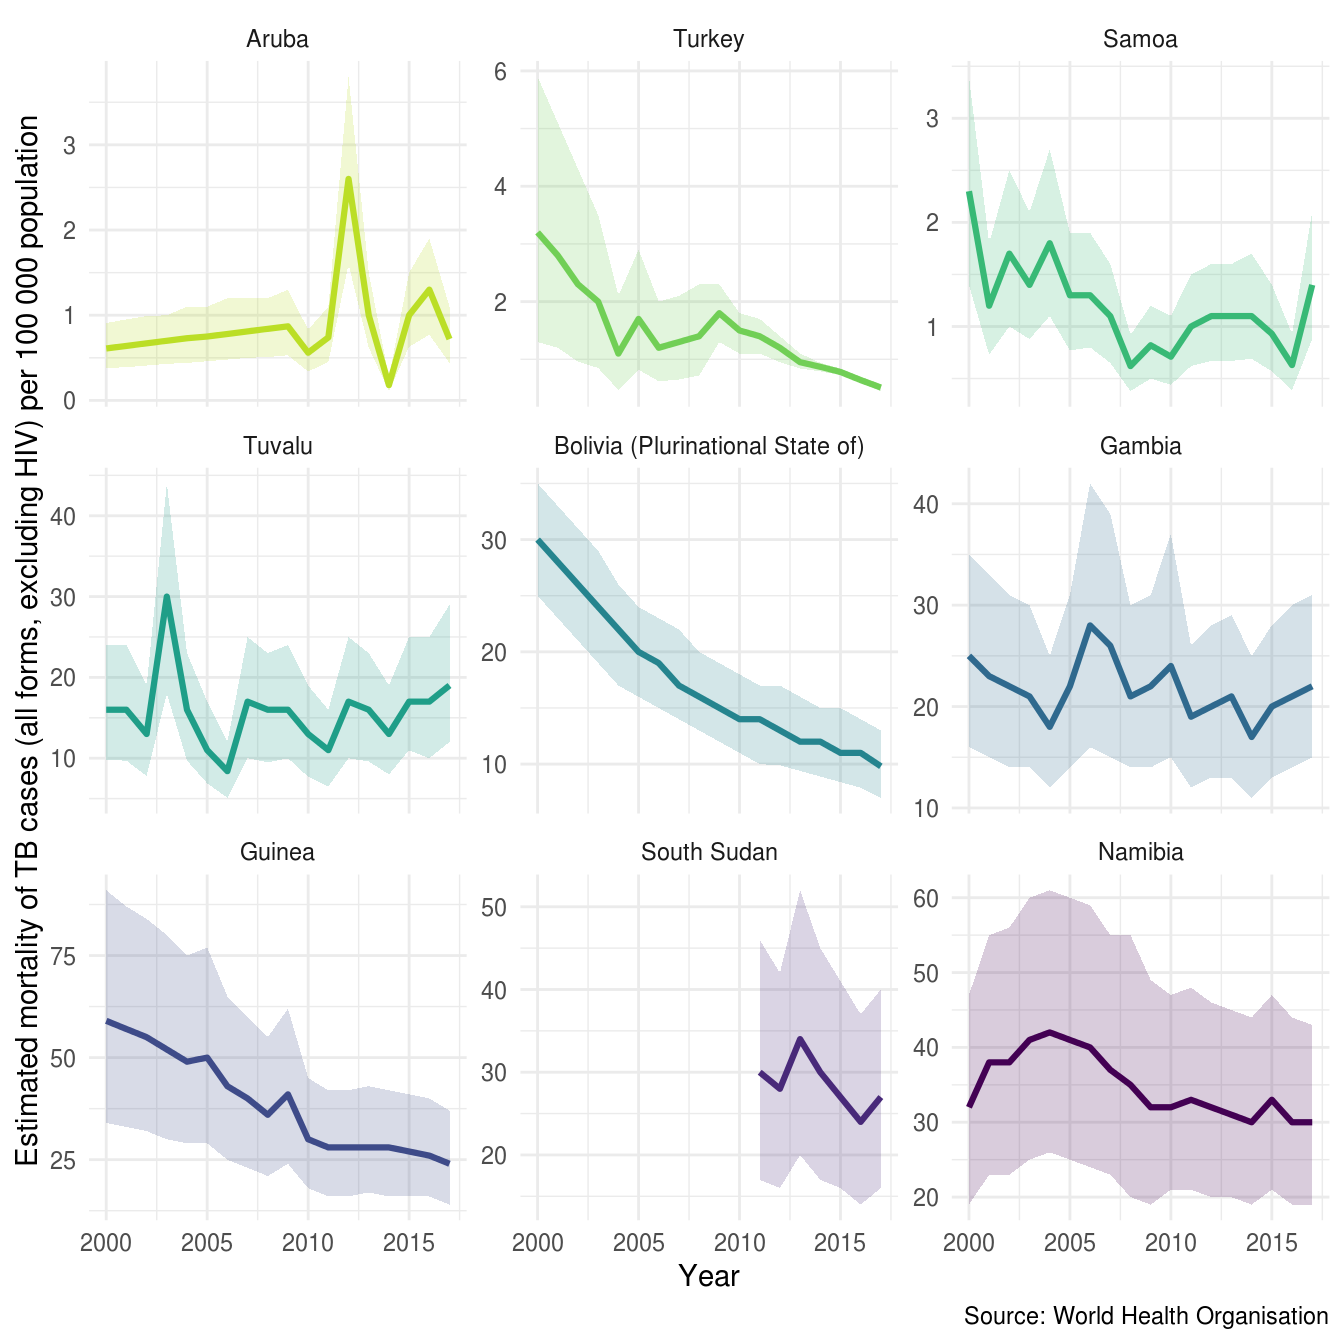 Estimated mortality of TB cases (all forms, excluding HIV) per 100 000 population
Aruba
Turkey
Samoa
3
2
1
0
6
4
2
3
2
1
Tuvalu
Bolivia (Plurinational State of)
Gambia
40
30
20
10
30
20
10
40
30
20
10
Guinea
South Sudan
Namibia
75
50
25
50
40
30
20
60
50
40
30
20
2000 2005 2010 2015
2000 2005 2010 2015
2000 2005 2010 2015
Year
Source: World Health Organisation